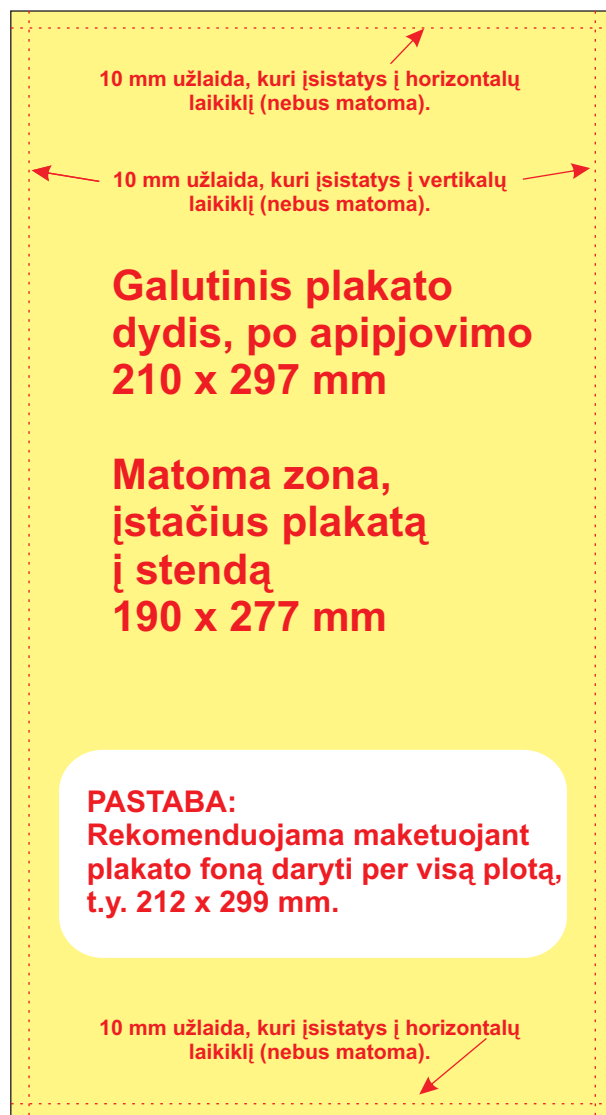 10 mm užlaida, kuri įsistatys į horizontalų
laikiklį (nebus matoma).
10 mm užlaida, kuri įsistatys į vertikalų
laikiklį (nebus matoma).
Galutinis plakato
dydis, po apipjovimo
210 x 297 mm
Matoma zona,
įstačius plakatą
į stendą
190 x 277 mm
PASTABA:
Rekomenduojama maketuojant
plakato foną daryti per visą plotą,
t.y. 212 x 299 mm.
10 mm užlaida, kuri įsistatys į horizontalų
laikiklį (nebus matoma).